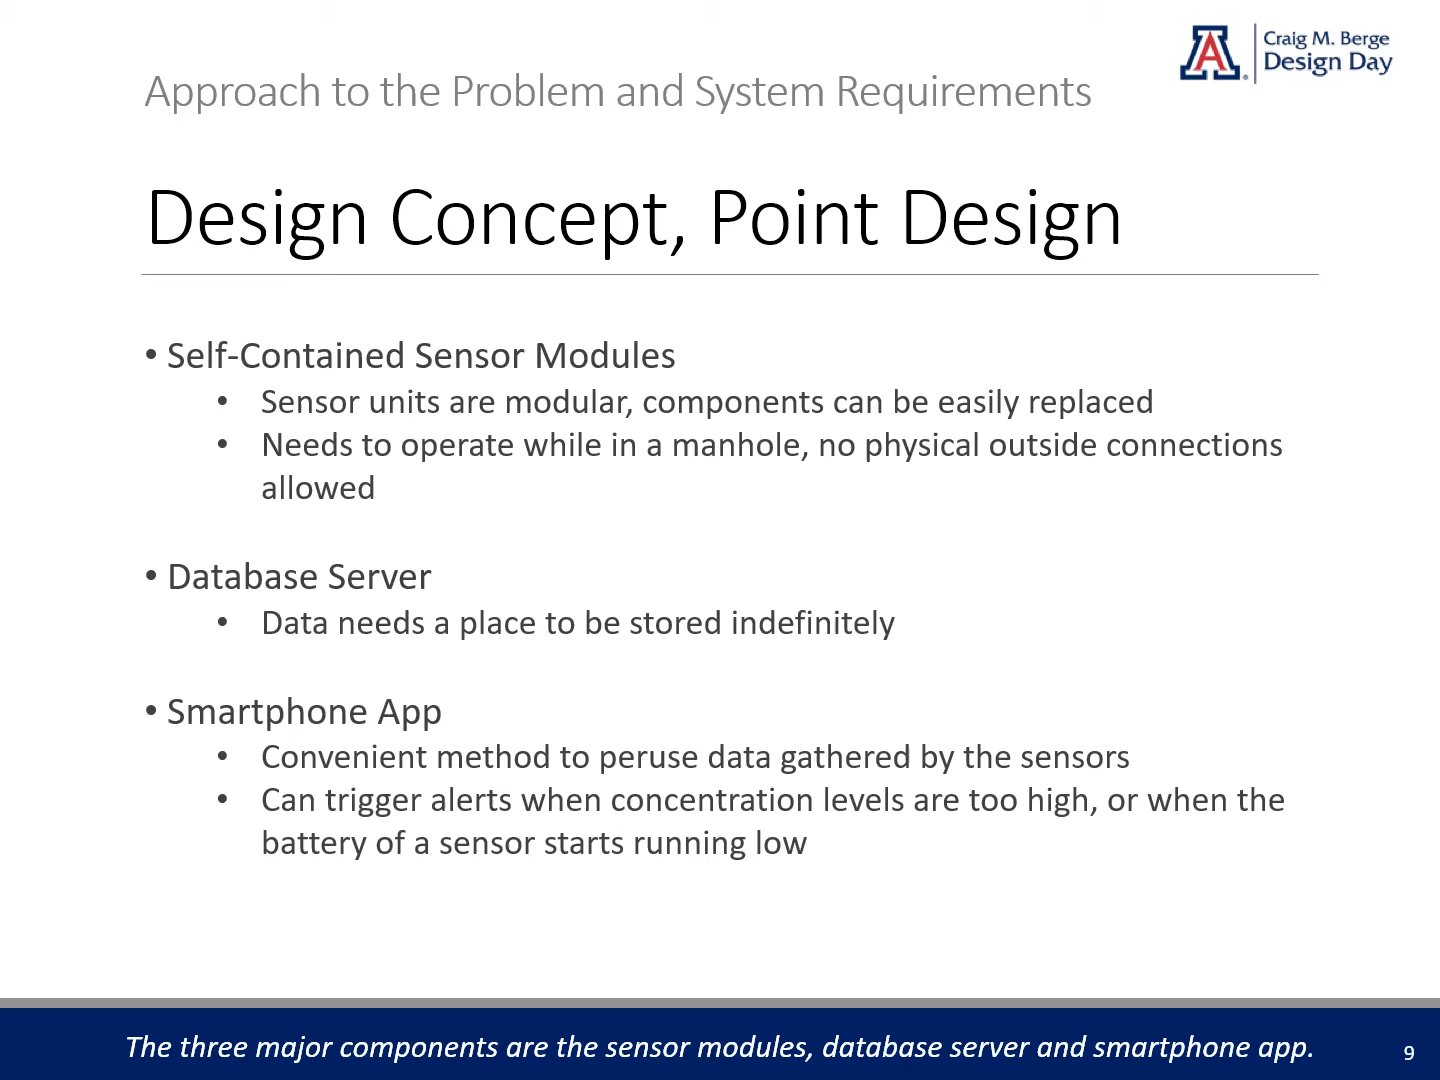 Craig M. Berge
Design Day
Approach to the Problem and System Requirements
Design Concept, Point Design
• Self-Contained Sensor Modules
• Sensor units are modular, components can be easily replaced
• Needs to operate while in a manhole, no physical outside connections
allowed
• Database Server
• Data needs a place to be stored indefinitely
• Smartphone App
• Convenient method to peruse data gathered by the sensors
• Can trigger alerts when concentration levels are too high, or when the
battery of a sensor starts running low
The three major components are the sensor modules, database server and smartphone app.
9